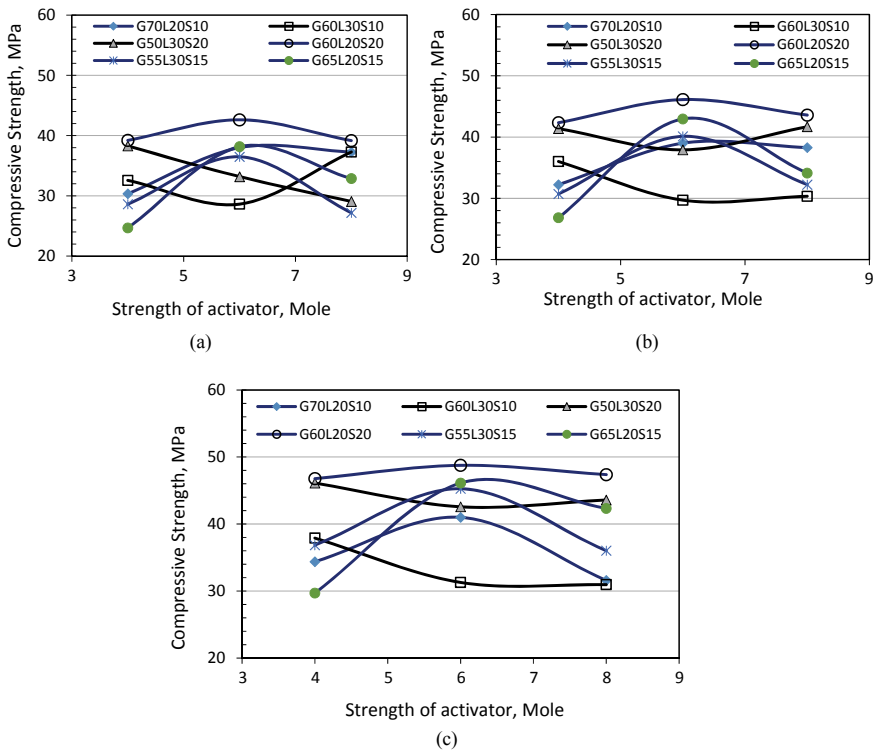 60
50
40
30
20
3
5
7
9
Compressive Strength, MPa
Strength of activator, Mole
G70L20S10
G60L30S10
G50L30S20
G60L20S20
G55L30S15
G65L20S15
(a)
60
50
40
30
20
3
5
7
9
Compressive Strength, MPa
Strength of activator, Mole
G70L20S10
G60L30S10
G50L30S20
G60L20S20
G55L30S15
G65L20S15
(b)
60
50
40
30
20
3
4
5
6
7
8
9
Compressive Strength, MPa
Strength of activator, Mole
G70L20S10
G60L30S10
G50L30S20
G60L20S20
G55L30S15
G65L20S15
(c)